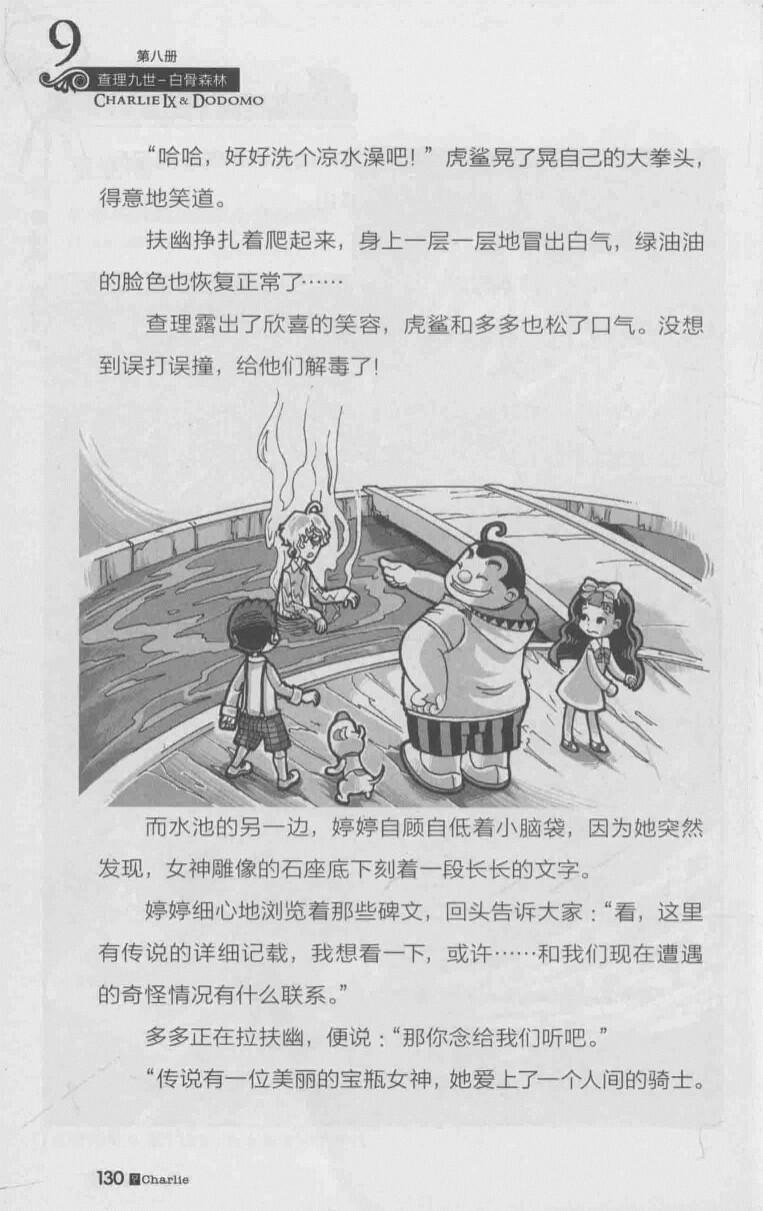 9
第八册
查理九世-白骨森林
CHARLIE IX & DODOMO
“哈哈，好好洗个凉水澡吧！”虎鲨晃了晃自己的大拳头，
得意地笑道。
扶幽挣扎着爬起来，身上一层一层地冒出白气，绿油油
的脸色也恢复正常了……
查理露出了欣喜的笑容，虎鲨和多多也松了口气。没想
到误打误撞，给他们解毒了！
而水池的另一边，婷婷自顾自低着小脑袋，因为她突然
发现，女神雕像的石座底下刻着一段长长的文字。
婷婷细心地浏览着那些碑文，回头告诉大家：“看，这里
有传说的详细记载，我想看一下，或许……和我们现在遭遇
的奇怪情况有什么联系。”
多多正在拉扶幽，便说：“那你念给我们听吧。”
“传说有一位美丽的宝瓶女神，她爱上了一个人间的骑士。
130 P Charlie